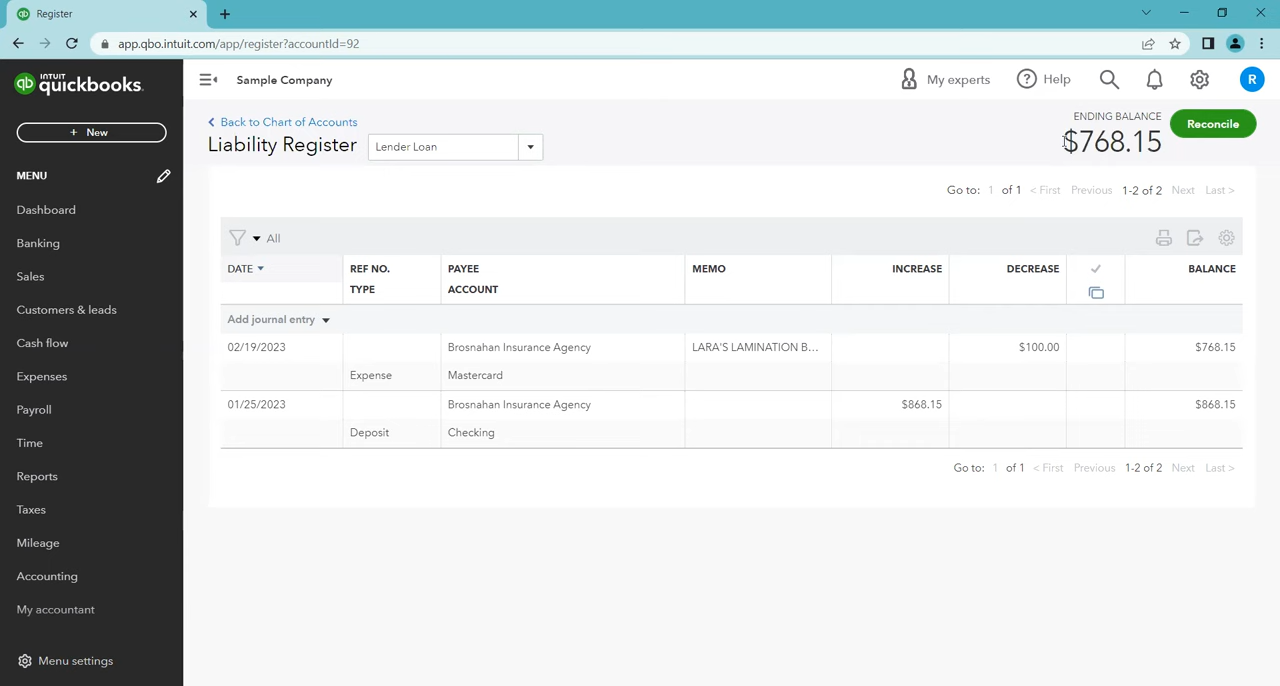 Register
app.qbo.intuit.com/app/register?accountId=92
INTUIT
quickbooks.
Sample Company
My experts
Help
R
+ New
MENU
Dashboard
Banking
Sales
Customers & leads
Cash flow
Expenses
Payroll
Time
Reports
Taxes
Mileage
Accounting
My accountant
Menu settings
Back to Chart of Accounts
Liability Register
Lender Loan
ENDING BALANCE
$768.15
Reconcile
Go to: 1 of 1 < First Previous 1-2 of 2 Next Last >
All
DATE REF NO. PAYEE MEMO INCREASE DECREASE BALANCE
TYPE ACCOUNT
Add journal entry
02/19/2023 Brosnahan Insurance Agency LARA'S LAMINATION B... $100.00 $768.15
Expense Mastercard
01/25/2023 Brosnahan Insurance Agency $868.15 $868.15
Deposit Checking
Go to: 1 of 1 < First Previous 1-2 of 2 Next Last >